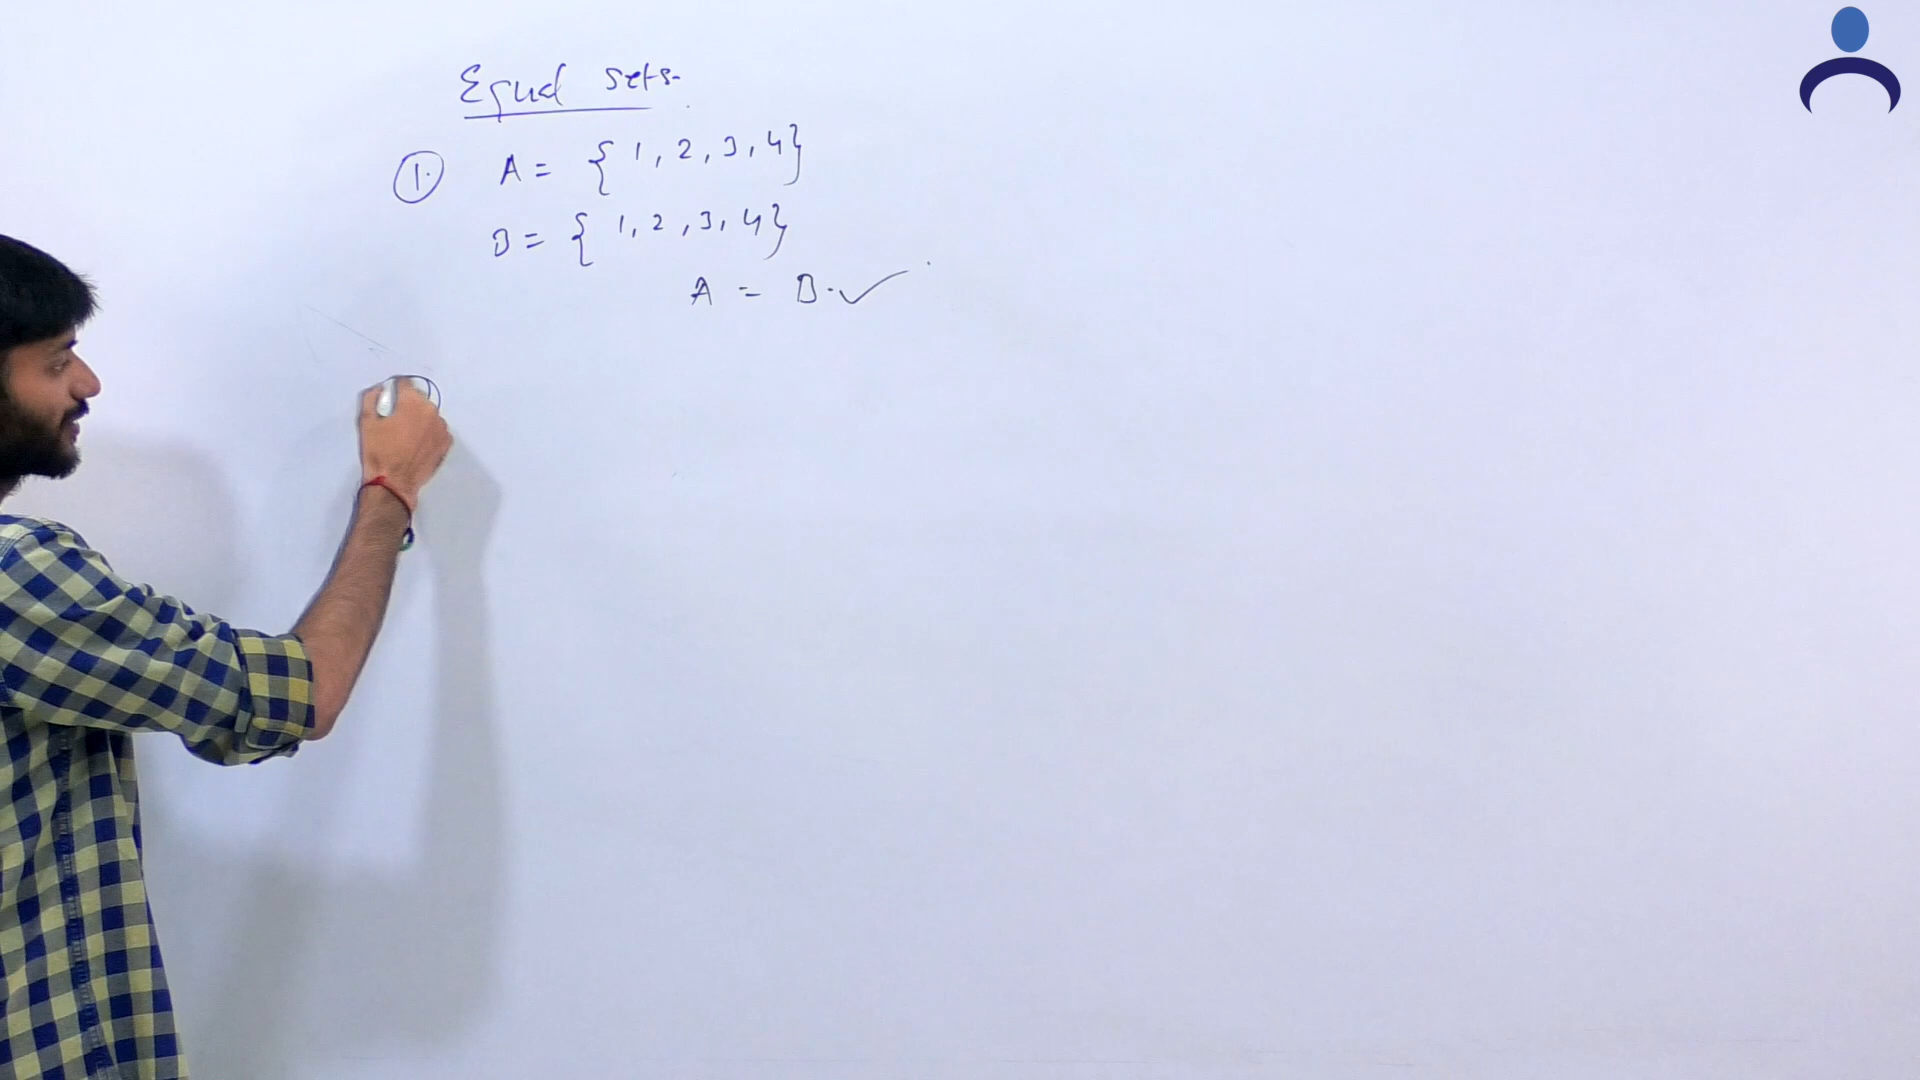 Equal sets.
1. A = { 1, 2, 3, 4}
B = { 1, 2, 3, 4}
A = B. ✓